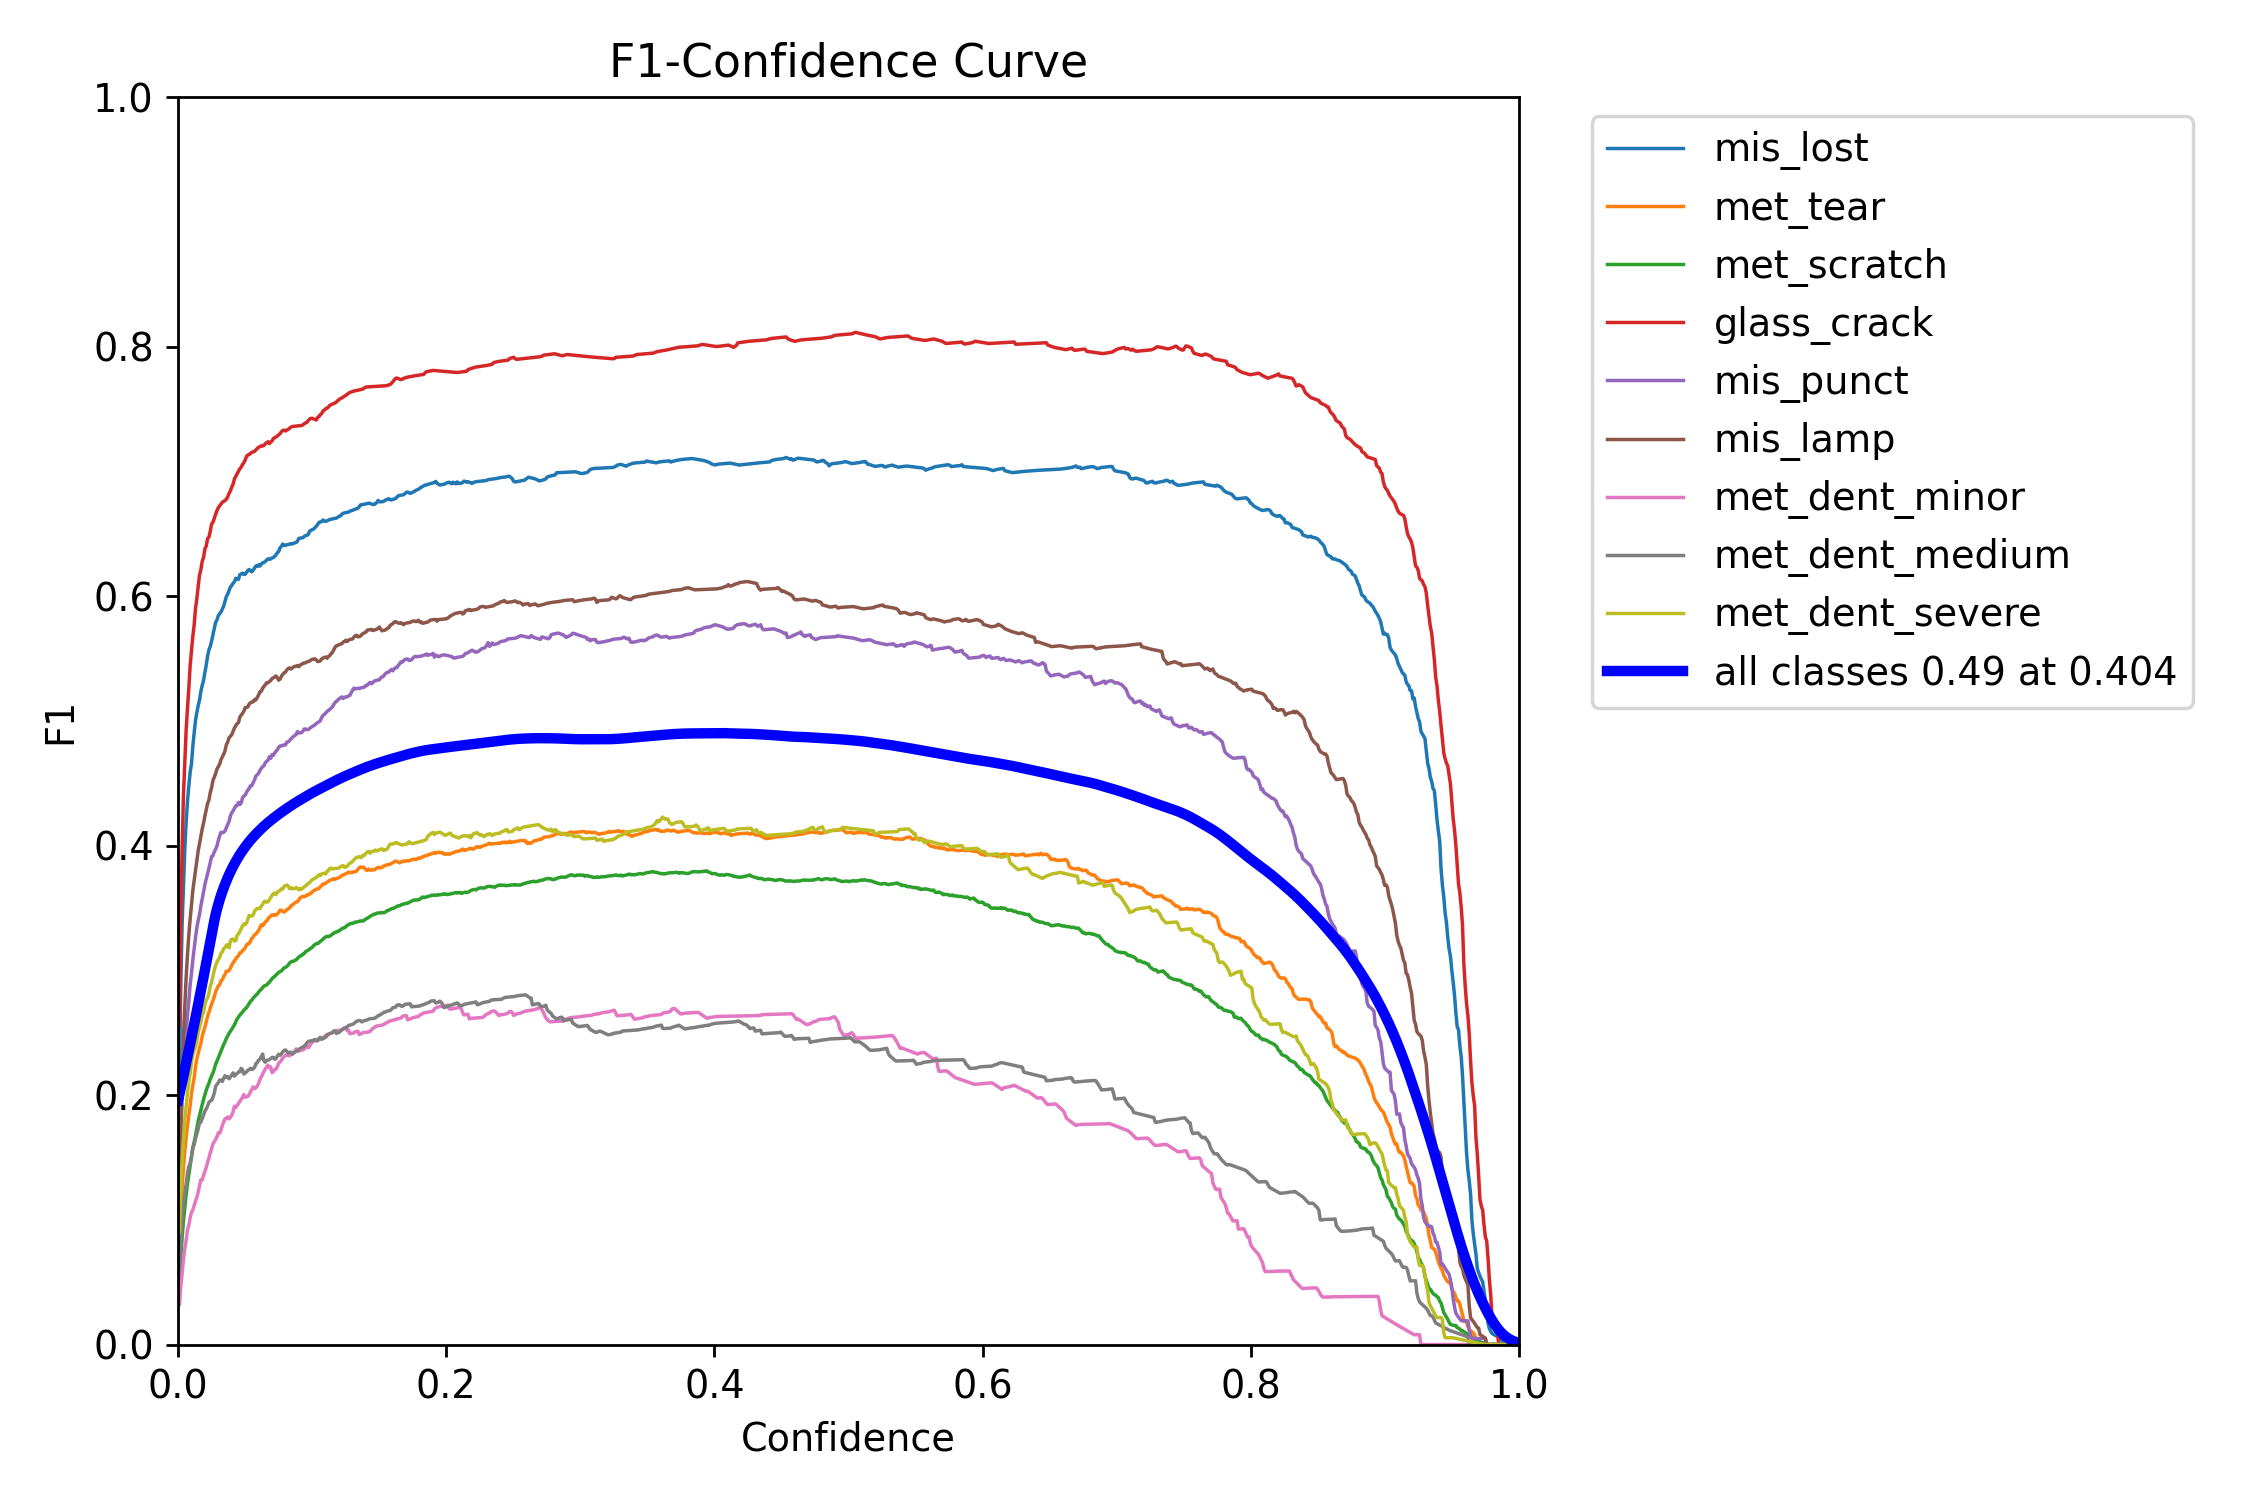 F1-Confidence Curve
1.0
0.8
0.6
0.4
0.2
0.0
F1
0.0 0.2 0.4 0.6 0.8 1.0
Confidence
mis_lost
met_tear
met_scratch
glass_crack
mis_punct
mis_lamp
met_dent_minor
met_dent_medium
met_dent_severe
all classes 0.49 at 0.404